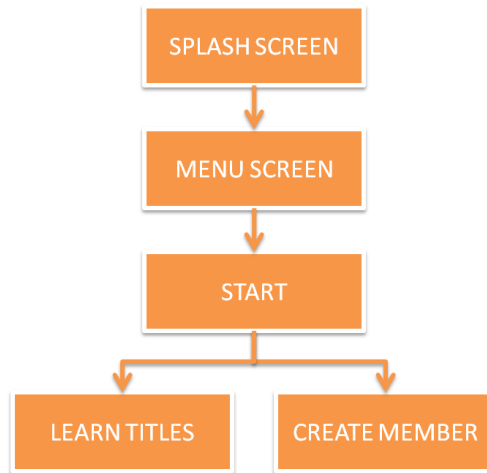 SPLASH SCREEN
MENU SCREEN
START
LEARN TITLES
CREATE MEMBER